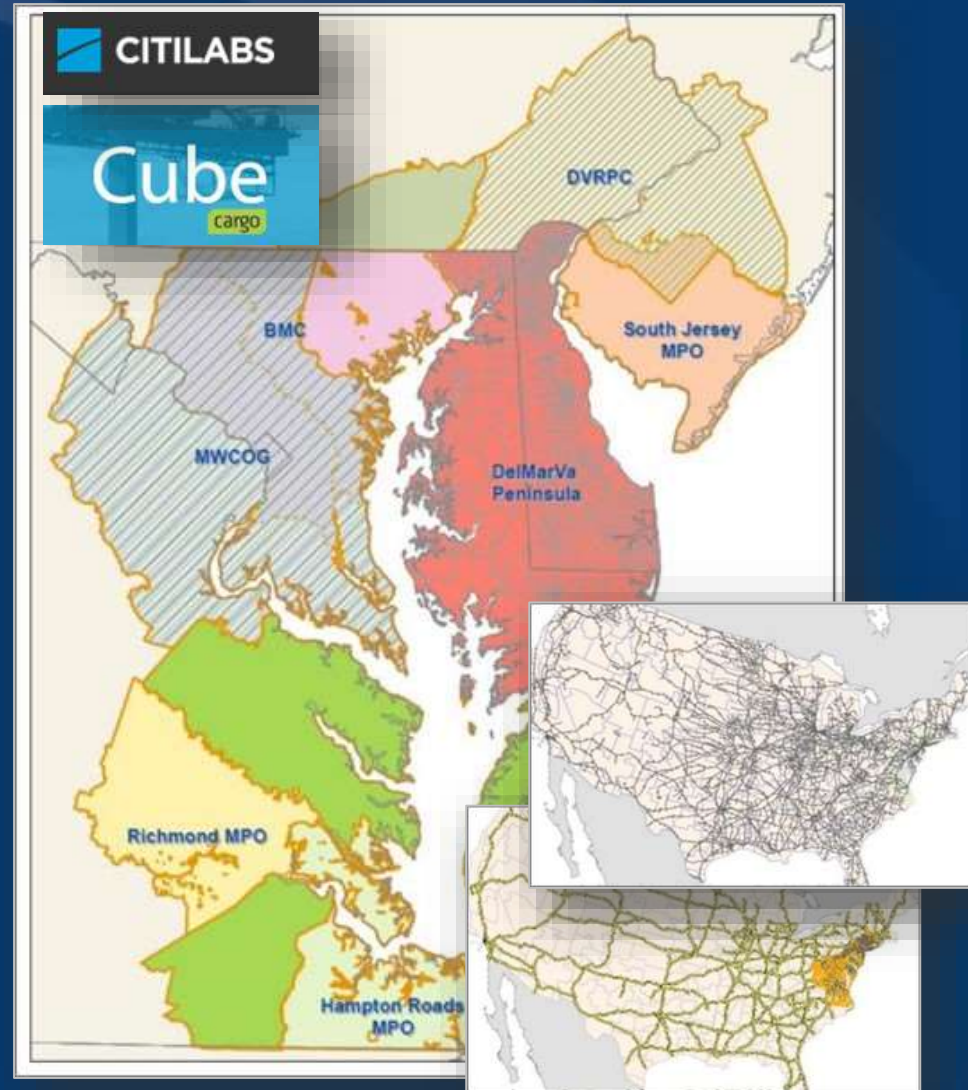 CITILABS
Cube
cargo
DVRPC
BMC
South Jersey
MPO
MWCOG
DelMarVa
Peninsula
Richmond MPO
Hampton Roads
MPO